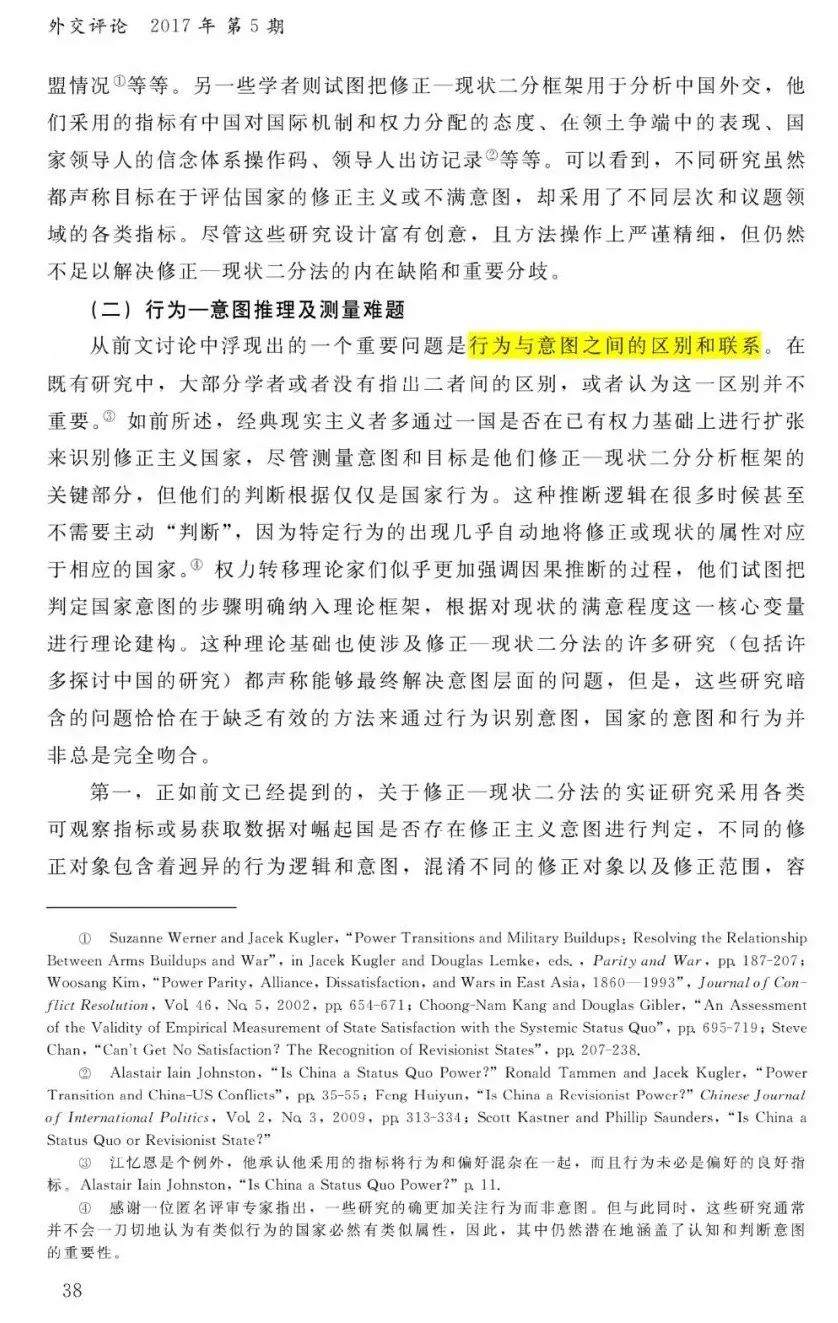 外交评论 2017 年 第 5 期
盟情况①等等。另一些学者则试图把修正—现状二分框架用于分析中国外交，他
们采用的指标有中国对国际机制和权力分配的态度、在领土争端中的表现、国
家领导人的信念体系操作码、领导人出访记录②等等。可以看到，不同研究虽然
都声称目标在于评估国家的修正主义或不满意图，却采用了不同层次和议题领
域的各类指标。尽管这些研究设计富有创意，且方法操作上严谨精细，但仍然
不足以解决修正—现状二分法的内在缺陷和重要分歧。
（二）行为—意图推理及测量难题
从前文讨论中浮现出的一个重要问题是行为与意图之间的区别和联系。在
既有研究中，大部分学者或者没有指出二者间的区别，或者认为这一区别并不
重要。③ 如前所述，经典现实主义者多通过一国是否在已有权力基础上进行扩张
来识别修正主义国家，尽管测量意图和目标是他们修正—现状二分分析框架的
关键部分，但他们的判断根据仅仅是国家行为。这种推断逻辑在很多时候甚至
不需要主动“判断”，因为特定行为的出现几乎自动地将修正或现状的属性对应
于相应的国家。④ 权力转移理论家们似乎更加强调因果推断的过程，他们试图把
判定国家意图的步骤明确纳入理论框架，根据对现状的满意程度这一核心变量
进行理论建构。这种理论基础也使涉及修正—现状二分法的许多研究（包括许
多探讨中国的研究）都声称能够最终解决意图层面的问题，但是，这些研究暗
含的问题恰恰在于缺乏有效的方法来通过行为识别意图，国家的意图和行为并
非总是完全吻合。
第一，正如前文已经提到的，关于修正—现状二分法的实证研究采用各类
可观察指标或易获取数据对崛起国是否存在修正主义意图进行判定，不同的修
正对象包含着迥异的行为逻辑和意图，混淆不同的修正对象以及修正范围，容
① Suzanne Werner and Jacek Kugler, “Power Transitions and Military Buildups: Resolving the Relationship
Between Arms Buildups and War”, in Jacek Kugler and Douglas Lemke, eds. , Parity and War, pp. 187-207;
Woosang Kim, “Power Parity, Alliance, Dissatisfaction, and Wars in East Asia, 1860—1993”, Journal of Con-
flict Resolution, Vol. 46, No. 5, 2002, pp. 654-671; Choong-Nam Kang and Douglas Gibler, “An Assessment
of the Validity of Empirical Measurement of State Satisfaction with the Systemic Status Quo”, pp. 695-719; Steve
Chan, “Can't Get No Satisfaction? The Recognition of Revisionist States”, pp. 207-238.
② Alastair Iain Johnston, “Is China a Status Quo Power?” Ronald Tammen and Jacek Kugler, “Power
Transition and China-US Conflicts”, pp. 35-55; Feng Huiyun, “Is China a Revisionist Power?” Chinese Journal
of International Politics, Vol. 2, No. 3, 2009, pp. 313-334; Scott Kastner and Phillip Saunders, “Is China a
Status Quo or Revisionist State?”
③ 江忆恩是个例外，他承认他采用的指标将行为和偏好混杂在一起，而且行为未必是偏好的良好指
标。Alastair Iain Johnston, “Is China a Status Quo Power?” p. 11.
④ 感谢一位匿名评审专家指出，一些研究的确更加关注行为而非意图。但与此同时，这些研究通常
并不会一刀切地认为有类似行为的国家必然有类似属性，因此，其中仍然潜在地涵盖了认知和判断意图
的重要性。
38